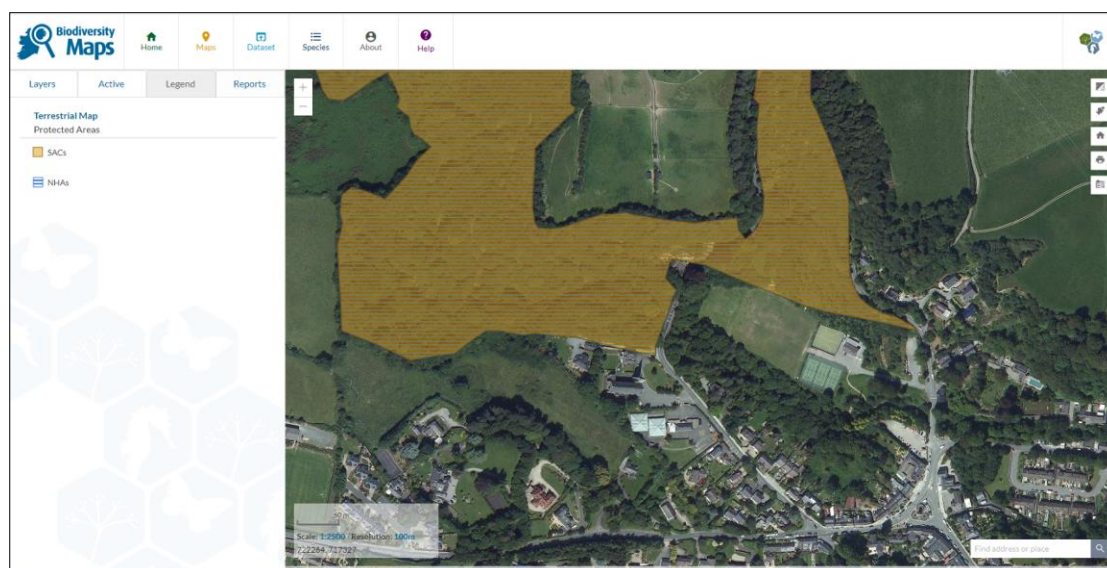 Biodiversity
Maps
Home
Maps
Dataset
Species
About
Help
Layers
Active
Legend
Reports
Terrestrial Map
Protected Areas
SACs
NHAs
Scale: 1:2500 Resolution: 100m
Find address or place